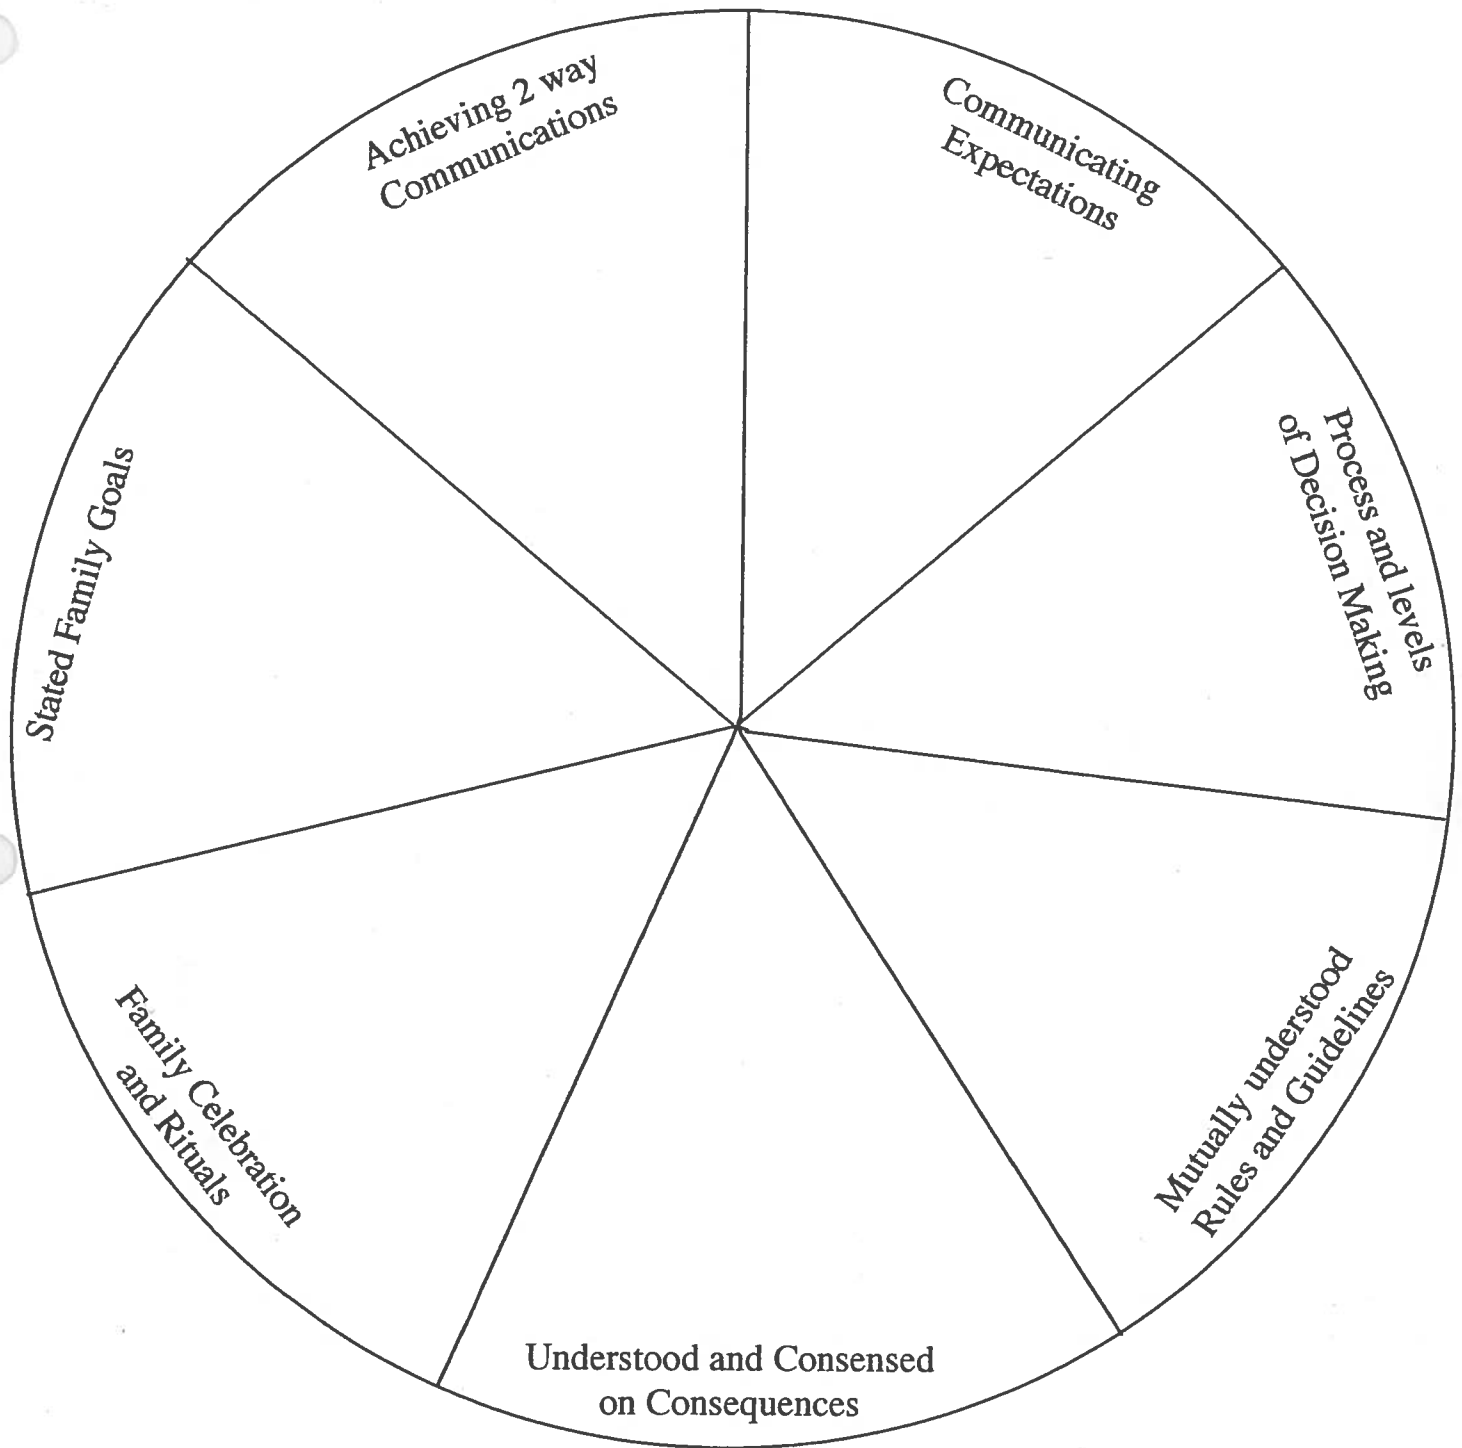 Achieving 2 way
Communications
Communicating
Expectations
Process and levels
of Decision Making
Mutually understood
Rules and Guidelines
Understood and Consensed
on Consequences
Family Celebration
and Rituals
Stated Family Goals